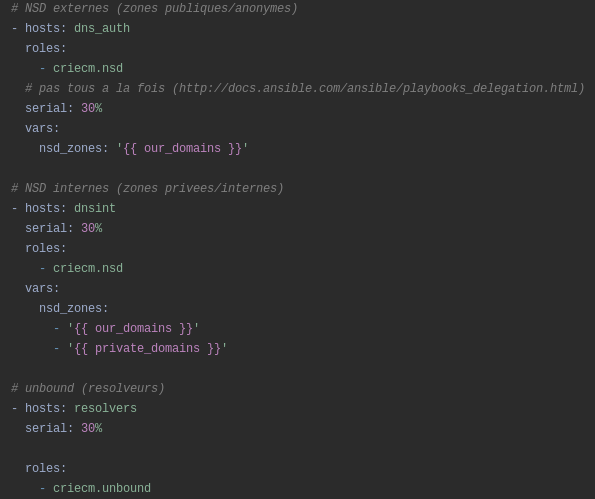 # NSD externes (zones publiques/anonymes)
- hosts: dns_auth
  roles:
    - criecm.nsd
  # pas tous a la fois (http://docs.ansible.com/ansible/playbooks_delegation.html)
  serial: 30%
  vars:
    nsd_zones: '{{ our_domains }}'

# NSD internes (zones privees/internes)
- hosts: dnsint
  serial: 30%
  roles:
    - criecm.nsd
  vars:
    nsd_zones:
      - '{{ our_domains }}'
      - '{{ private_domains }}'

# unbound (resolveurs)
- hosts: resolvers
  serial: 30%

  roles:
    - criecm.unbound